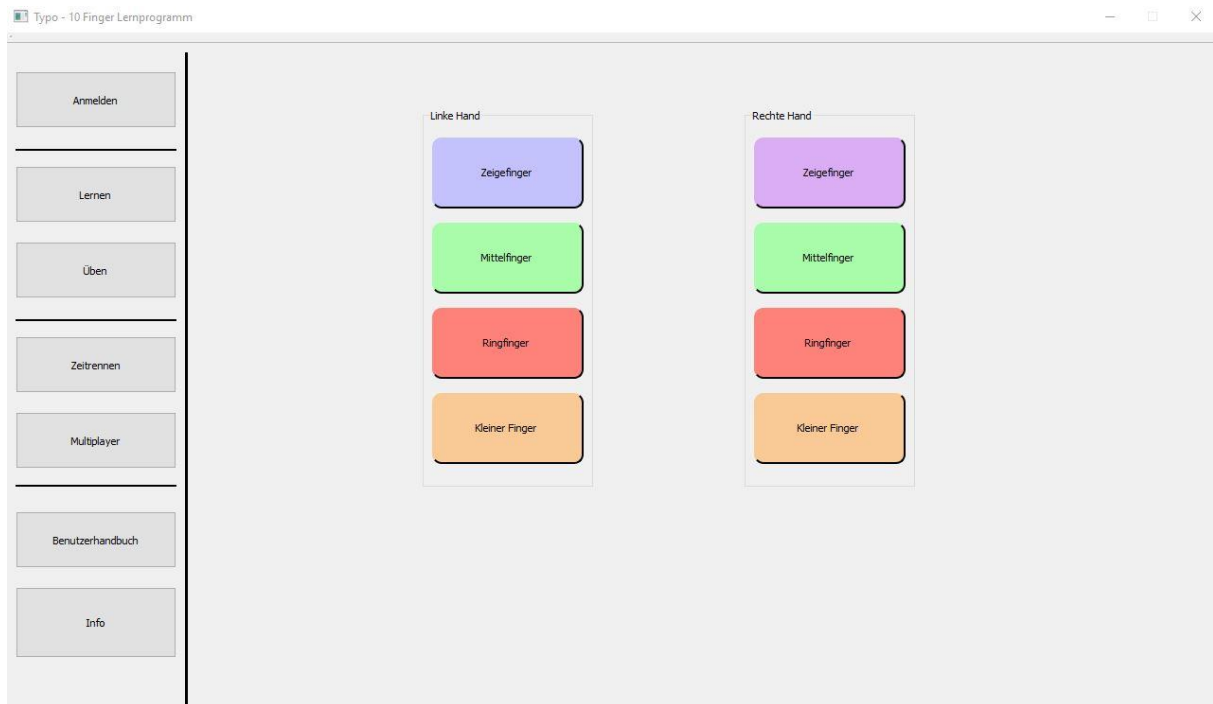 Typo - 10 Finger Lernprogramm
Anmelden
Lernen
Üben
Zeitrennen
Multiplayer
Benutzerhandbuch
Info
Linke Hand
Zeigefinger
Mittelfinger
Ringfinger
Kleiner Finger
Rechte Hand
Zeigefinger
Mittelfinger
Ringfinger
Kleiner Finger